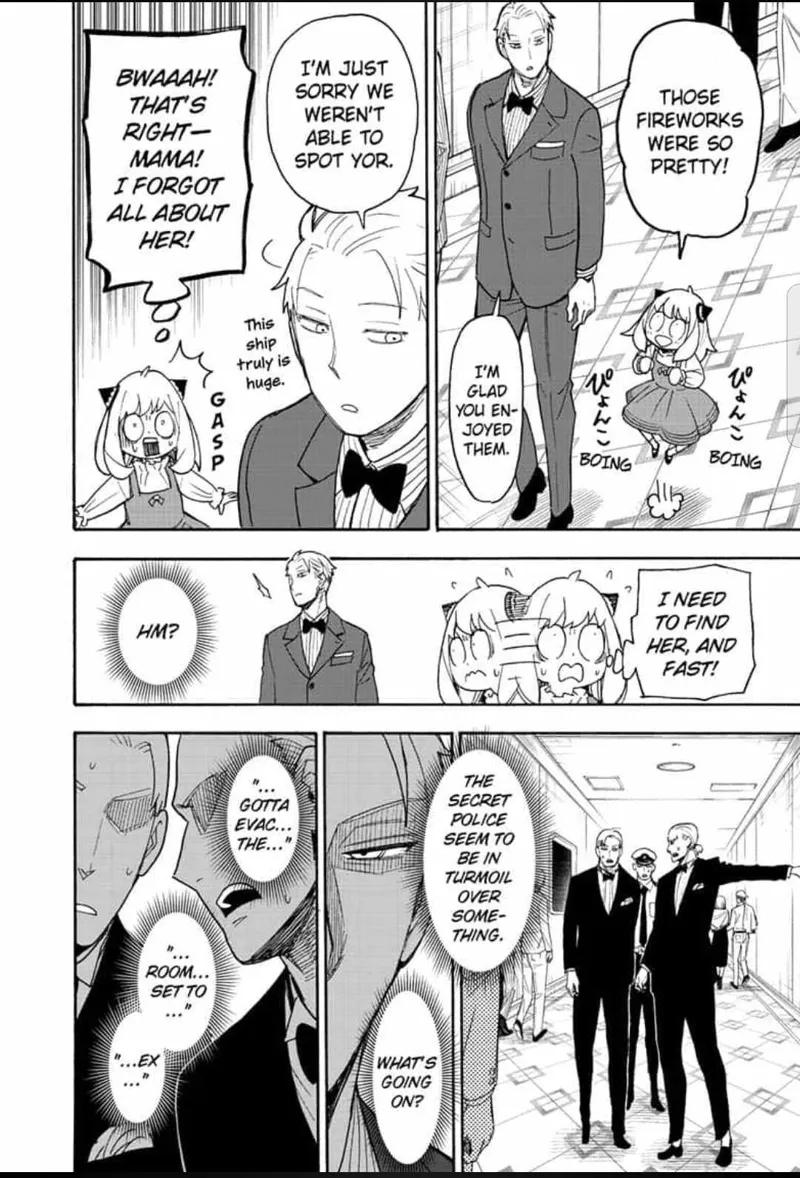 THOSE
FIREWORKS
WERE SO
PRETTY!
I'M
GLAD
YOU EN-
JOYED
THEM.
ぴょんこ
BOING
ぴょんこ
BOING
I'M JUST
SORRY WE
WEREN'T
ABLE TO
SPOT YOR.
This
ship
truly is
huge.
BWAAAH!
THAT'S
RIGHT—
MAMA!
I FORGOT
ALL ABOUT
HER!
GASP
I NEED
TO FIND
HER, AND
FAST!
HM?
THE
SECRET
POLICE
SEEM TO
BE IN
TURMOIL
OVER
SOME-
THING.
WHAT'S
GOING
ON?
"...
GOTTA
EVAC...
THE..."
"...
ROOM...
SET TO
..."
"...EX
..."